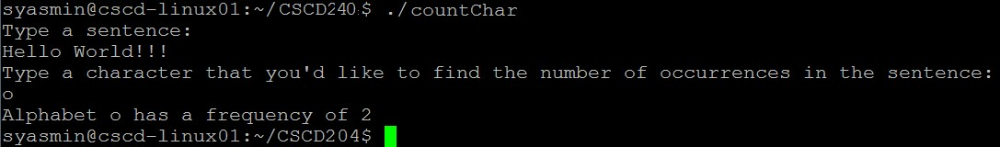 syasmin@cscd-linux01:~/CSCD240:$ ./countChar
Type a sentence:
Hello World!!!
Type a character that you'd like to find the number of occurrences in the sentence:
o
Alphabet o has a frequency of 2
syasmin@cscd-linux01:~/CSCD204$